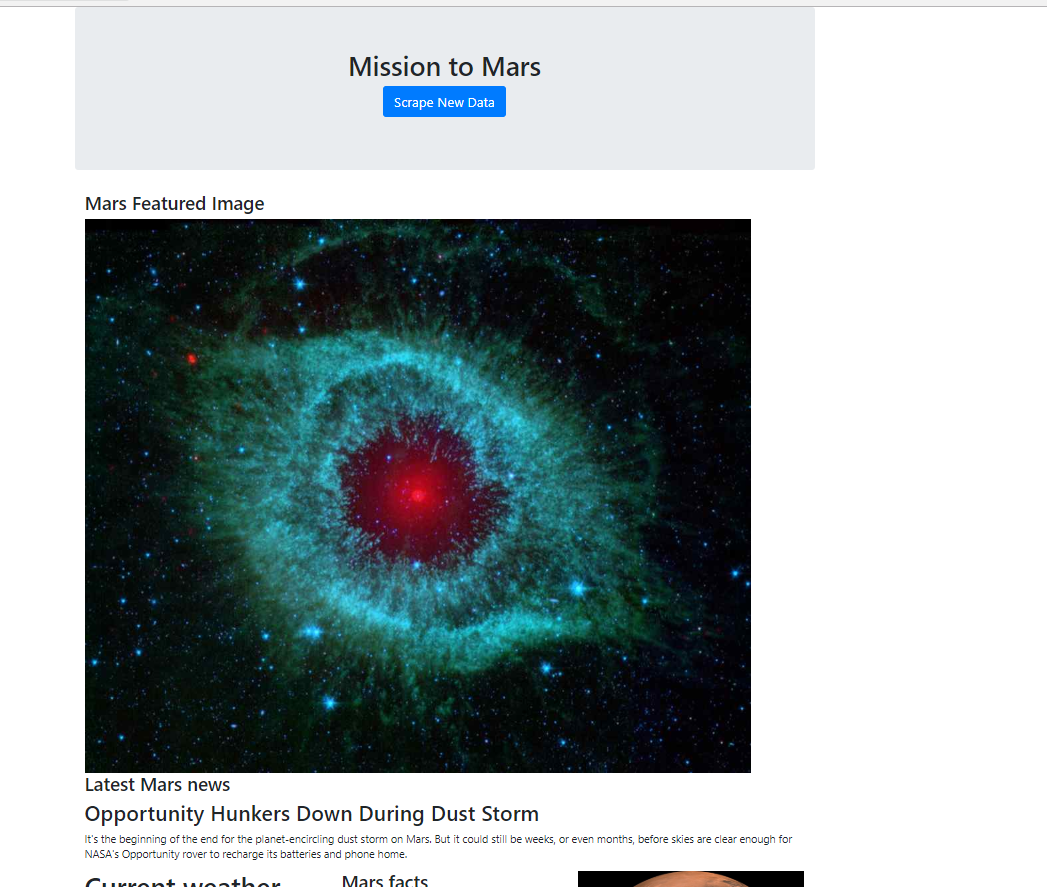 Mission to Mars
Scrape New Data
Mars Featured Image
Latest Mars news
Opportunity Hunkers Down During Dust Storm
It's the beginning of the end for the planet-encircling dust storm on Mars. But it could still be weeks, or even months, before skies are clear enough for
NASA's Opportunity rover to recharge its batteries and phone home.
Current weather Mars facts